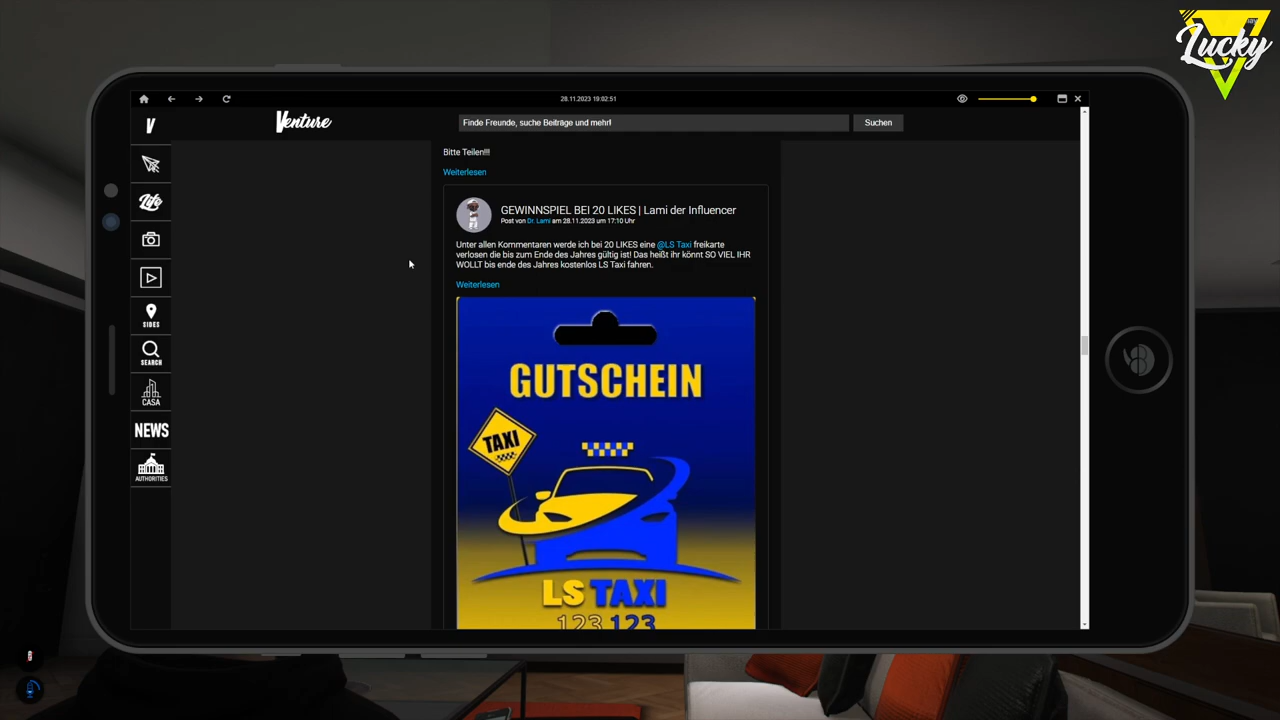 Lucky
28.11.2023 19:02:51
V
Venture
Finde Freunde, suche Beiträge und mehr!
Suchen
Life
SIDES
SEARCH
CASA
NEWS
AUTHORITIES
Bitte Teilen!!!
Weiterlesen
GEWINNSPIEL BEI 20 LIKES | Lami der Influencer
Post von Dr. Lami am 28.11.2023 um 17:10 Uhr
Unter allen Kommentaren werde ich bei 20 LIKES eine @LS Taxi freikarte
verlosen die bis zum Ende des Jahres gültig ist! Das heißt ihr könnt SO VIEL IHR
WOLLT bis ende des Jahres kostenlos LS Taxi fahren.
Weiterlesen
GUTSCHEIN
TAXI
LS TAXI
123 123